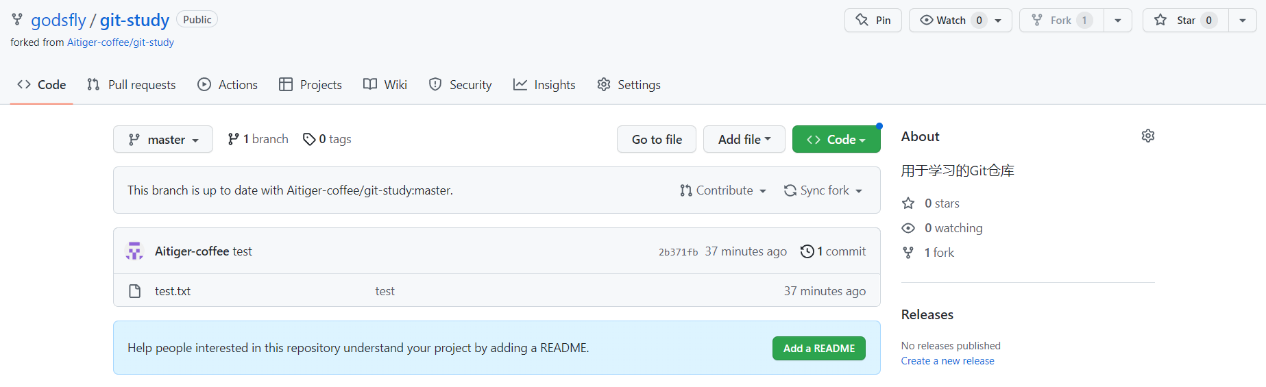 godsfly / git-study Public Pin Watch 0 Fork 1 Star 0
forked from Aitiger-coffee/git-study
Code Pull requests Actions Projects Wiki Security Insights Settings
master 1 branch 0 tags Go to file Add file Code About
用于学习的Git仓库
This branch is up to date with Aitiger-coffee/git-study:master. Contribute Sync fork
0 stars
0 watching
Aitiger-coffee test 2b371fb 37 minutes ago 1 commit
1 fork
test.txt test 37 minutes ago
Releases
Help people interested in this repository understand your project by adding a README. Add a README
No releases published
Create a new release